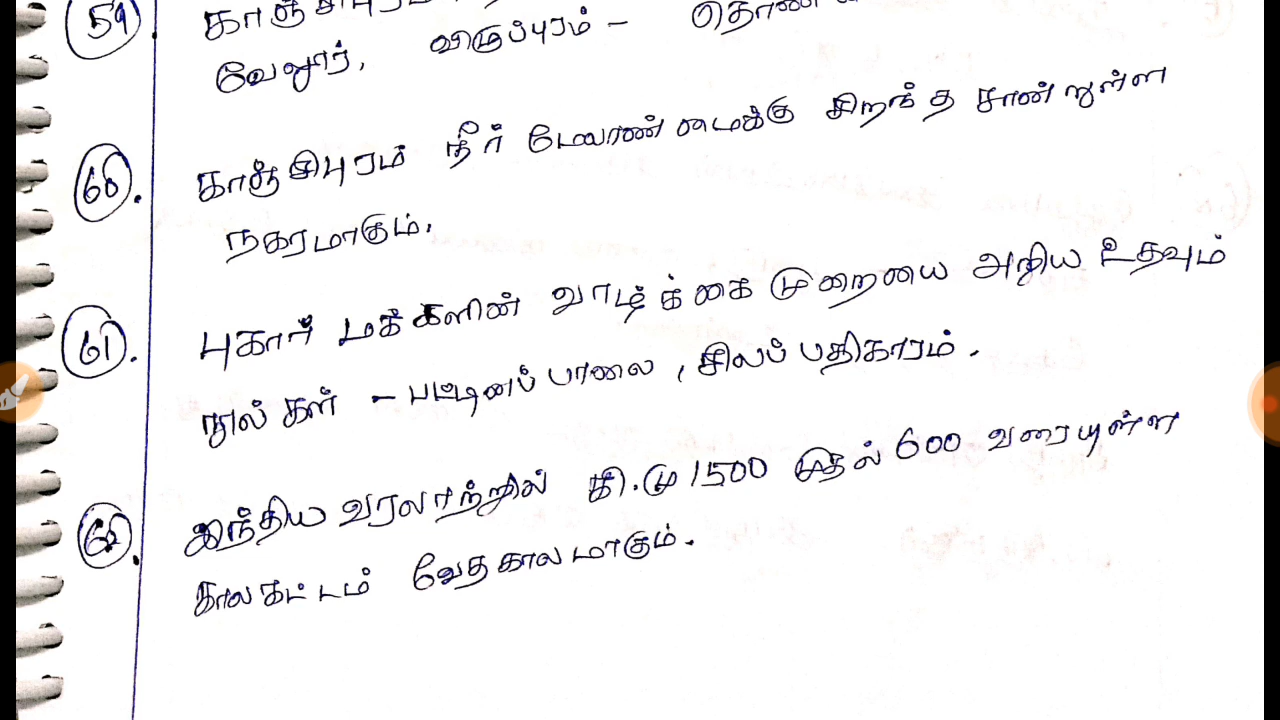 59.
வேலூர், விழுப்புரம் -
60. காஞ்சிபுரம் நீர் மேலாண்மைக்கு சிறந்த சான்றுள்ள
நகரமாகும்.
61. புகார் மக்களின் வாழ்க்கை முறையை அறிய உதவும்
நூல்கள் - பட்டினப்பாலை, சிலப்பதிகாரம்.
62. இந்திய வரலாற்றில் கி.மு 1500 முதல் 600 வரையுள்ள
காலகட்டம் வேதகாலமாகும்.